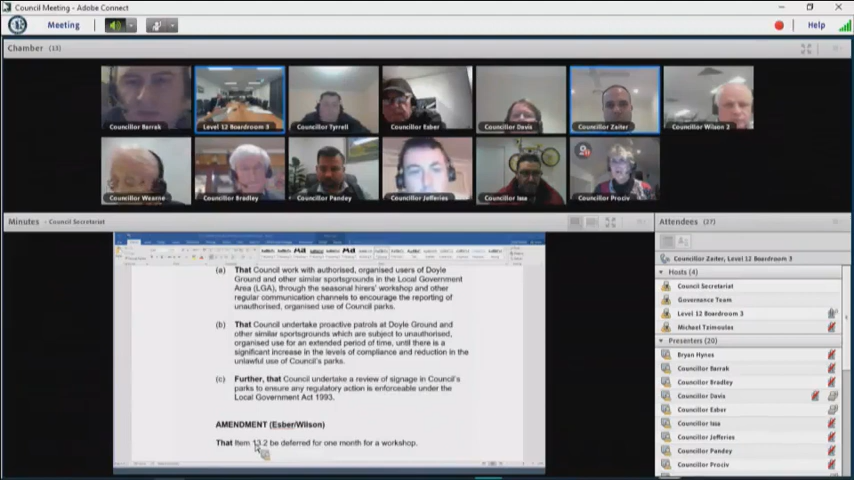 Council Meeting - Adobe Connect
Meeting
Help
Chamber (13)
Councillor Barrak
Level 12 Boardroom 3
Councillor Tyrrell
Councillor Esber
Councillor Davis
Councillor Zaiter
Councillor Wilson 2
Councillor Wearne
Councillor Bradley
Councillor Pandey
Councillor Jefferies
Councillor Issa
Councillor Prociv
Minutes - Council Secretariat
(a) That Council work with authorised, organised users of Doyle
Ground and other similar sportsgrounds in the Local Government
Area (LGA), through the seasonal hirers' workshop and other
regular communication channels to encourage the reporting of
unauthorised, organised use of Council parks.
(b) That Council undertake proactive patrols at Doyle Ground and
other similar sportsgrounds which are subject to unauthorised,
organised use for an extended period of time, until there is a
significant increase in the levels of compliance and reduction in the
unlawful use of Council's parks.
(c) Further, that Council undertake a review of signage in Council's
parks to ensure any regulatory action is enforceable under the
Local Government Act 1993.
AMENDMENT (Esber/Wilson)
That Item 13.2 be deferred for one month for a workshop.
Attendees (27)
Councillor Zaiter, Level 12 Boardroom 3
Hosts (4)
Council Secretariat
Governance Team
Level 12 Boardroom 3
Michael Tzimoulas
Presenters (20)
Bryan Hynes
Councillor Barrak
Councillor Bradley
Councillor Davis
Councillor Esber
Councillor Issa
Councillor Jefferies
Councillor Pandey
Councillor Prociv